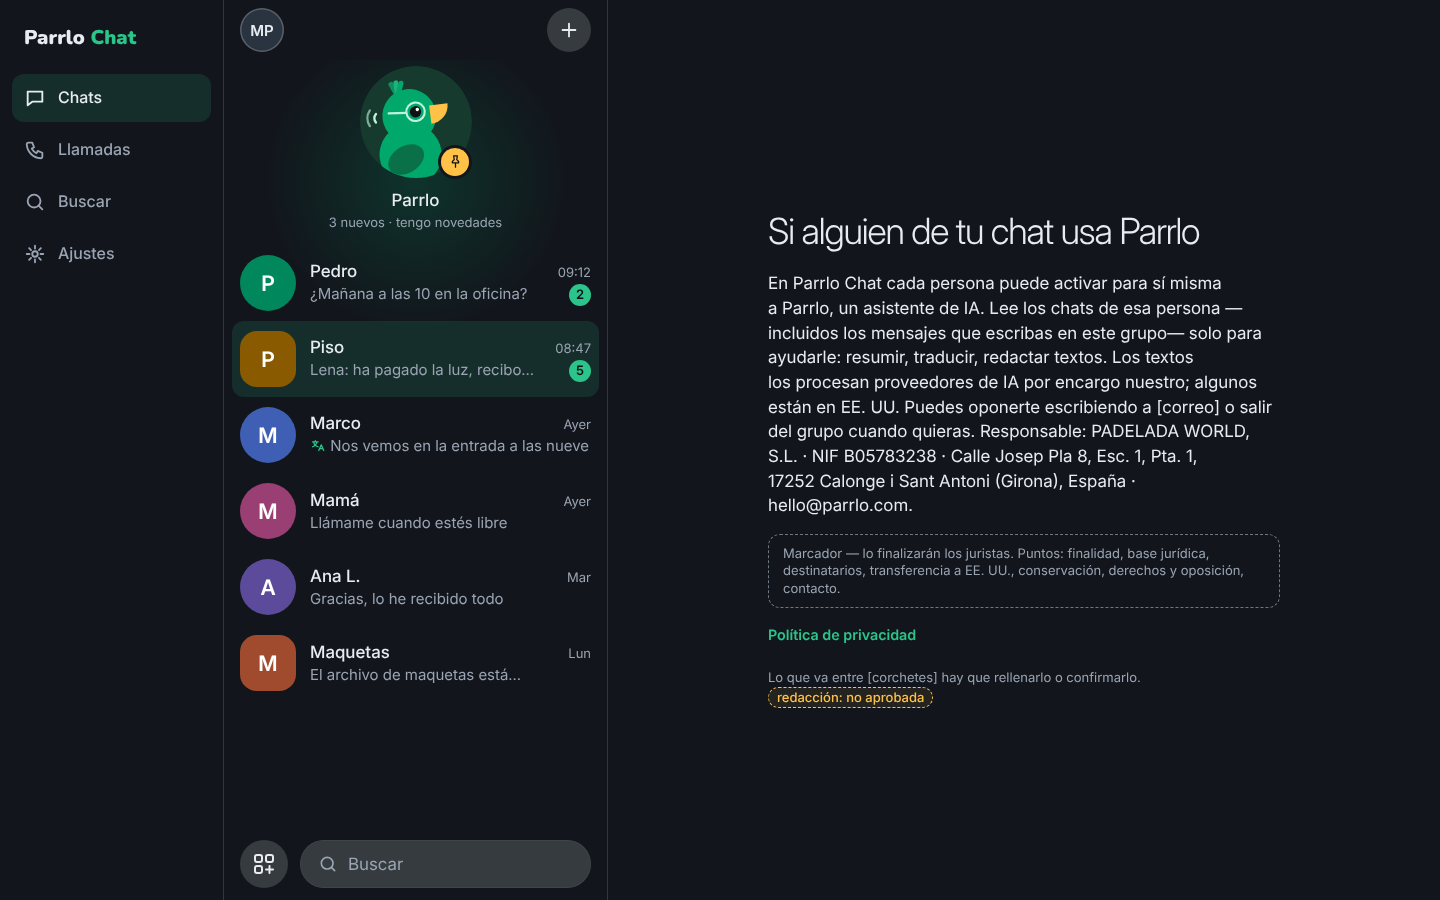 Parrlo Chat
Chats
Llamadas
Buscar
Ajustes
MP
Parrlo
3 nuevos · tengo novedades
P
Pedro
09:12
¿Mañana a las 10 en la oficina?
2
P
Piso
08:47
Lena: ha pagado la luz, recibo...
5
M
Marco
Ayer
Nos vemos en la entrada a las nueve
M
Mamá
Ayer
Llámame cuando estés libre
A
Ana L.
Mar
Gracias, lo he recibido todo
M
Maquetas
Lun
El archivo de maquetas está...
Buscar
Si alguien de tu chat usa Parrlo
En Parrlo Chat cada persona puede activar para sí misma
a Parrlo, un asistente de IA. Lee los chats de esa persona —
incluidos los mensajes que escribas en este grupo— solo para
ayudarle: resumir, traducir, redactar textos. Los textos
los procesan proveedores de IA por encargo nuestro; algunos
están en EE. UU. Puedes oponerte escribiendo a [correo] o salir
del grupo cuando quieras. Responsable: PADELADA WORLD,
S.L. · NIF B05783238 · Calle Josep Pla 8, Esc. 1, Pta. 1,
17252 Calonge i Sant Antoni (Girona), España ·
hello@parrlo.com.
Marcador — lo finalizarán los juristas. Puntos: finalidad, base jurídica,
destinatarios, transferencia a EE. UU., conservación, derechos y oposición,
contacto.
Política de privacidad
Lo que va entre [corchetes] hay que rellenarlo o confirmarlo.
redacción: no aprobada